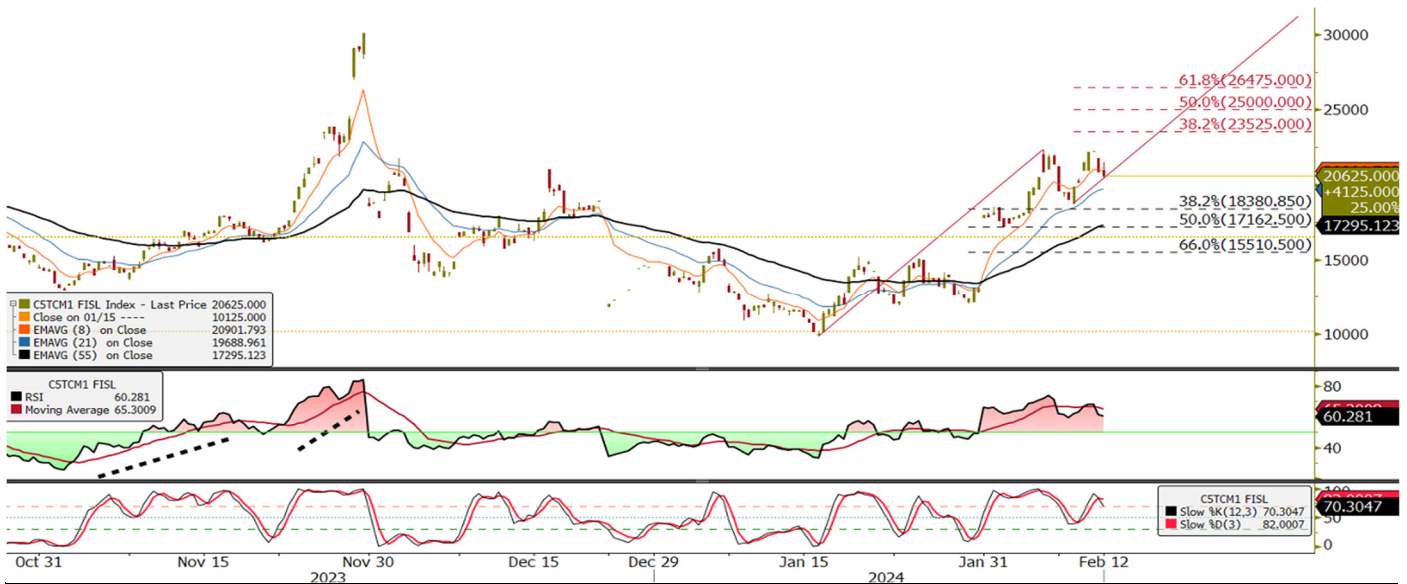 30000
25000
15000
10000
61.8%(26475.000)
50.0%(25000.000)
38.2%(23525.000)
20625.000
+4125.000
25.00%
17295.123
38.2%(18380.850)
50.0%(17162.500)
66.0%(15510.500)
CSTCM1 FISL Index - Last Price 20625.000
Close on 01/15 ---- 10125.000
EMAVG (8) on Close 20901.793
EMAVG (21) on Close 19688.961
EMAVG (55) on Close 17295.123
CSTCM1 FISL
RSI 60.281
Moving Average 65.3009
80
60.281
40
CSTCM1 FISL
Slow %K(12,3) 70.3047
Slow %D(3) 82.0007
100
70.3047
50
0
Oct 31 Nov 15 Nov 30 Dec 15 Dec 29 Jan 15 Jan 31 Feb 12
2023 2024